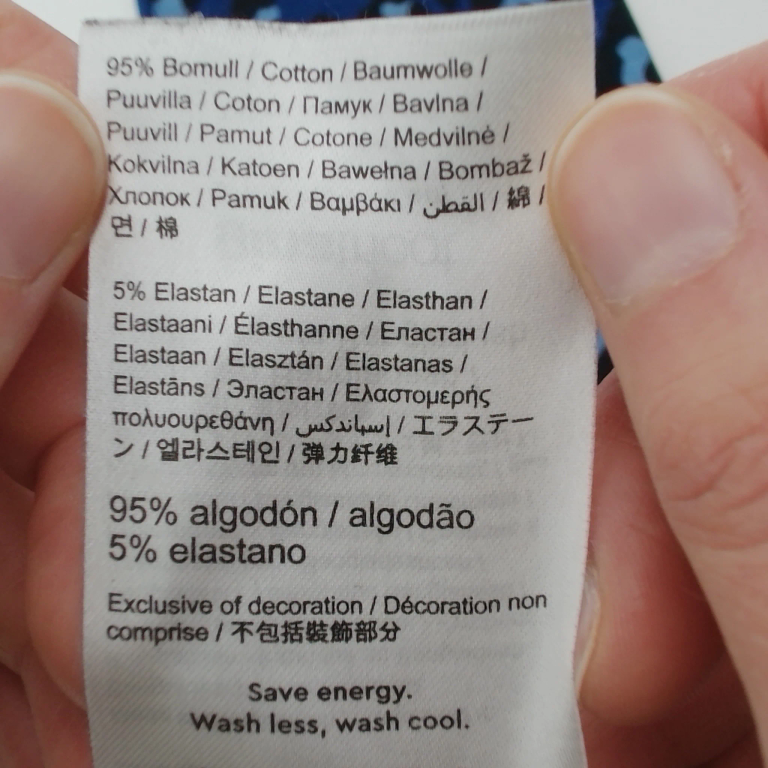 95% Bomull / Cotton / Baumwolle /
Puuvilla / Coton / Памук / Bavlna /
Puuvill / Pamut / Cotone / Medvilnė /
Kokvilna / Katoen / Bawełna / Bombaž /
Хлопок / Pamuk / Βαμβάκι / القطن / 綿 /
면 / 棉
5% Elastan / Elastane / Elasthan /
Elastaani / Élasthanne / Еластан /
Elastaan / Elasztán / Elastanas /
Elastāns / Эластан / Ελαστομερής
πολυουρεθάνη / إسباندكس / エラステー
ン / 엘라스테인 / 弹力纤维
95% algodón / algodão
5% elastano
Exclusive of decoration / Décoration non
comprise / 不包括裝飾部分
Save energy.
Wash less, wash cool.